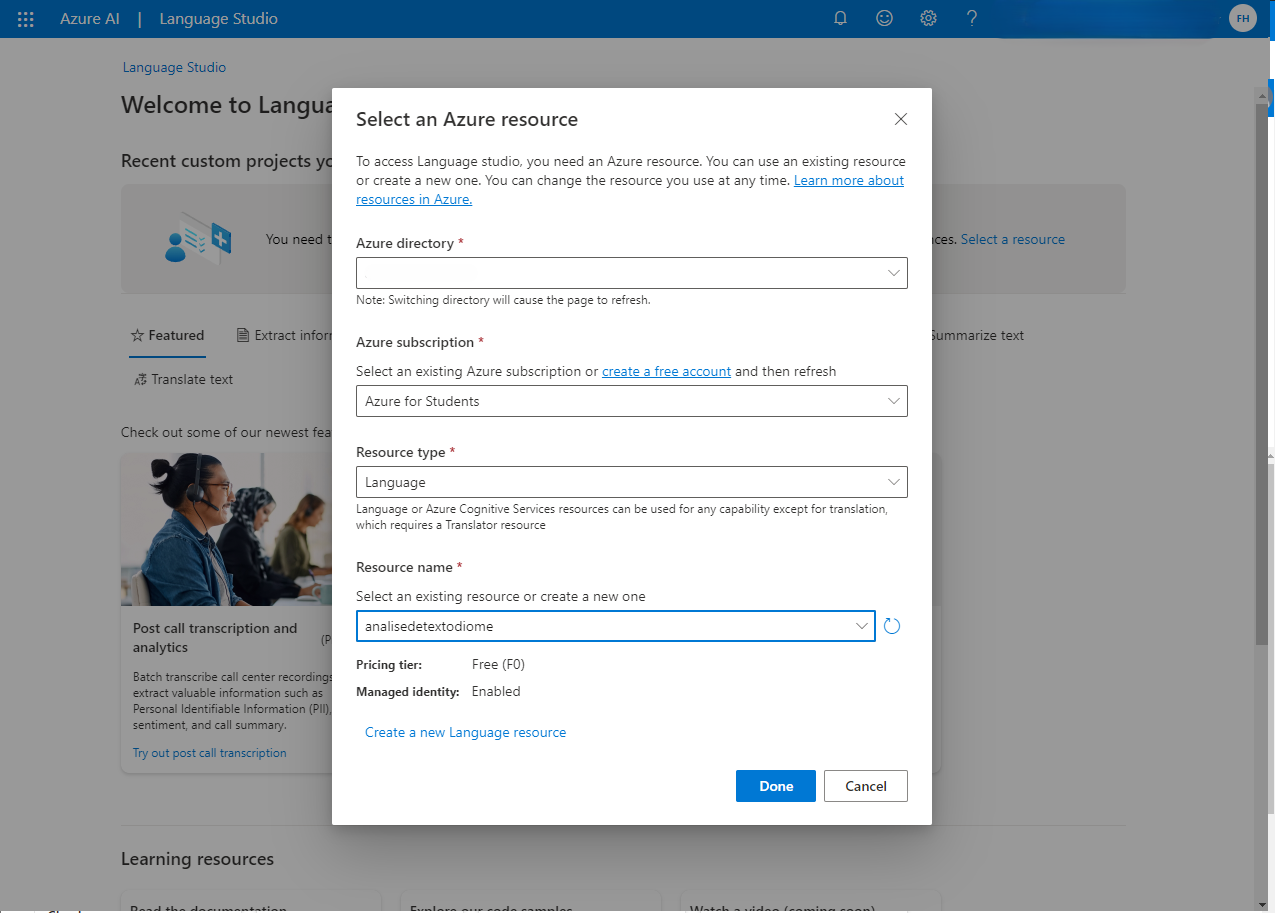 Azure AI | Language Studio
FH
Language Studio
Welcome to Langua
Recent custom projects yo
You need t
ces. Select a resource
Featured
Extract inforr
Summarize text
Translate text
Check out some of our newest fea
Post call transcription and
analytics
(P
Batch transcribe call center recordings
extract valuable information such as
Personal Identifiable Information (PII),
sentiment, and call summary.
Try out post call transcription
Select an Azure resource
To access Language studio, you need an Azure resource. You can use an existing resource
or create a new one. You can change the resource you use at any time. Learn more about
resources in Azure.
Azure directory *
Note: Switching directory will cause the page to refresh.
Azure subscription *
Select an existing Azure subscription or create a free account and then refresh
Azure for Students
Resource type *
Language
Language or Azure Cognitive Services resources can be used for any capability except for translation,
which requires a Translator resource
Resource name *
Select an existing resource or create a new one
analisedetextodiome
Pricing tier: Free (F0)
Managed identity: Enabled
Create a new Language resource
Done
Cancel
Learning resources
Read the documentation
Explore our code samples
Watch a video (coming soon)